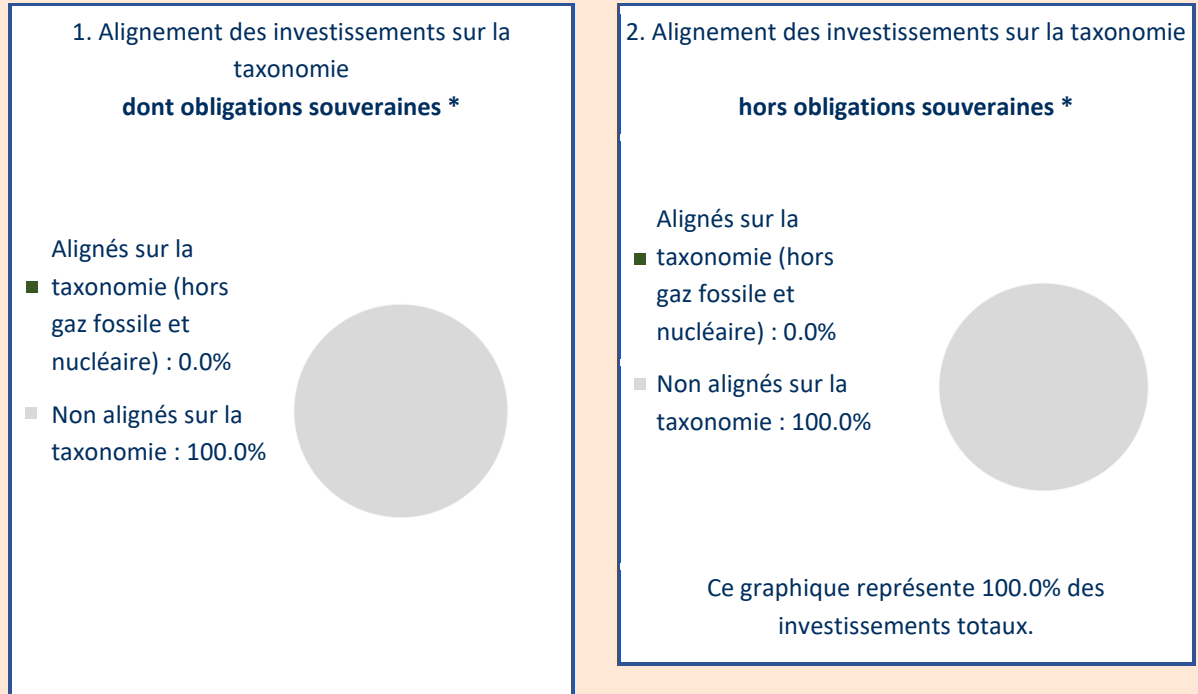 1. Alignement des investissements sur la
taxonomie
dont obligations souveraines *
Alignés sur la
taxonomie (hors
gaz fossile et
nucléaire) : 0.0%
Non alignés sur la
taxonomie : 100.0%
2. Alignement des investissements sur la taxonomie
hors obligations souveraines *
Alignés sur la
taxonomie (hors
gaz fossile et
nucléaire) : 0.0%
Non alignés sur la
taxonomie : 100.0%
Ce graphique représente 100.0% des
investissements totaux.